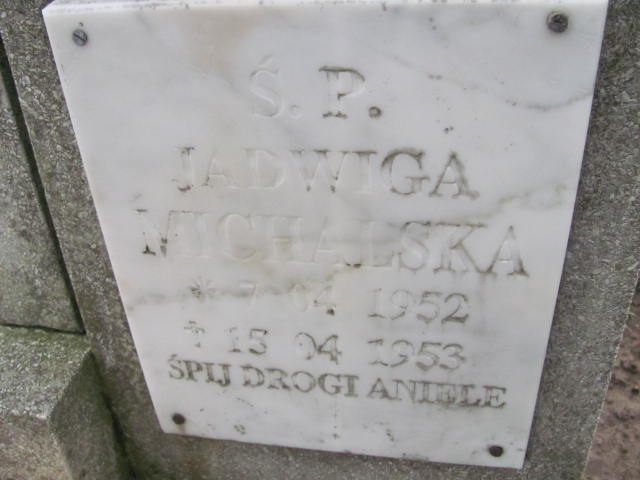 Ś. P.
JADWIGA
MICHALSKA
* 7 04 1952
† 15 04 1953
ŚPIJ DROGI ANIELE